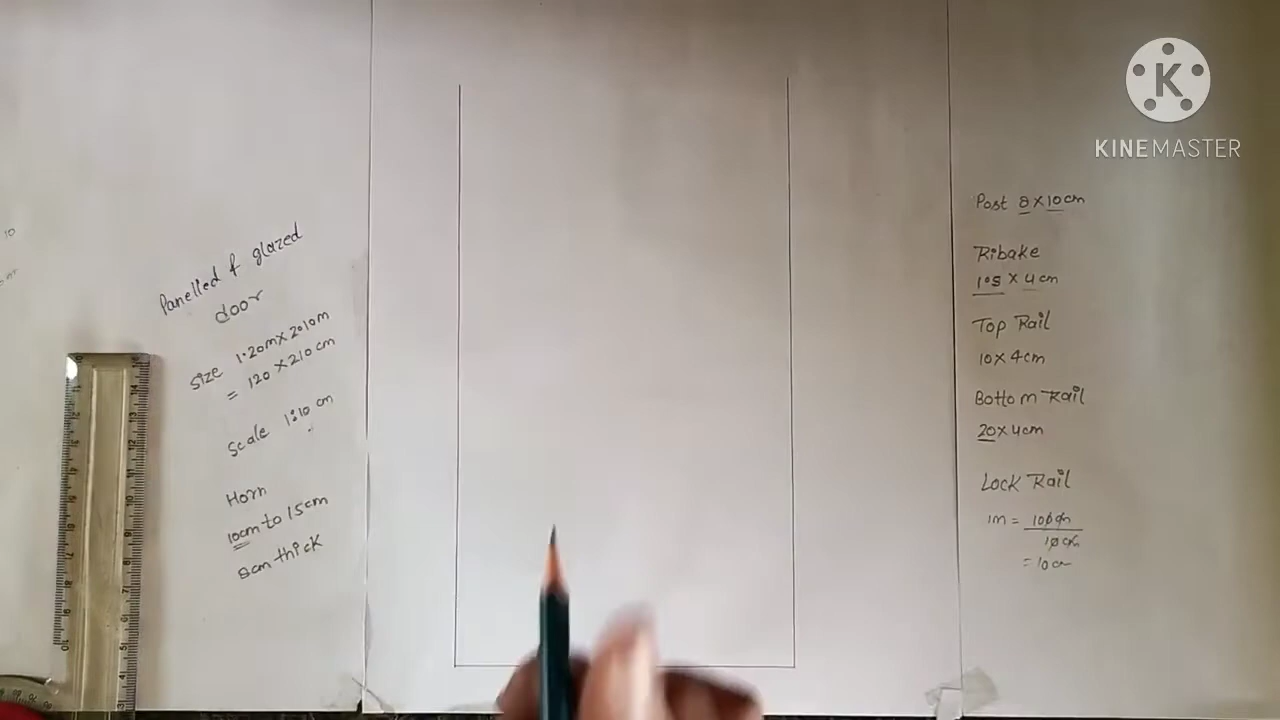 Panelled & glazed
door
Size 1.20m x 2.10m
= 120 x 210 cm
Scale 1:10 cm
Horn
10cm to 15cm
8cm thick
Post 8 x 10cm
Ribake
1.5 x 4 cm
Top Rail
10 x 4cm
Bottom Rail
20 x 4cm
Lock Rail
1m = 100cm
10cm
= 10cm
K
KINEMASTER